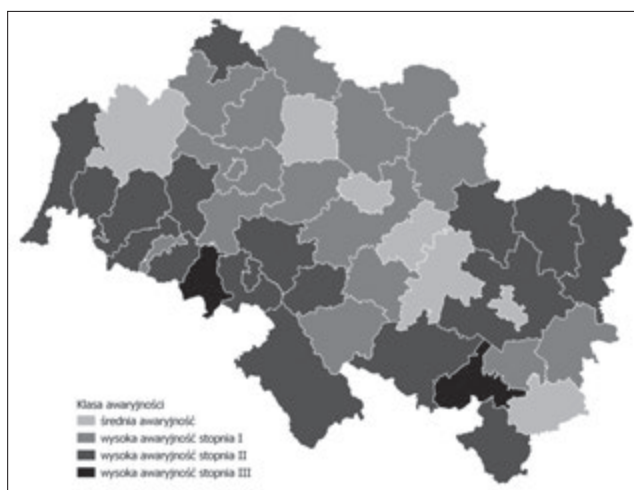 Klasa awaryjności
średnia awaryjność
wysoka awaryjność stopnia I
wysoka awaryjność stopnia II
wysoka awaryjność stopnia III